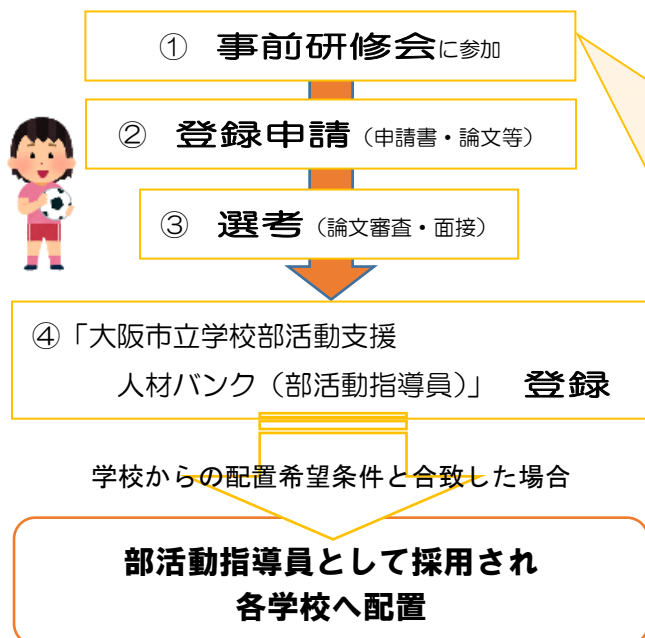 ① 事前研修会に参加
② 登録申請（申請書・論文等）
③ 選考（論文審査・面接）
④「大阪市立学校部活動支援
人材バンク（部活動指導員）」 登録
学校からの配置希望条件と合致した場合
部活動指導員として採用され
各学校へ配置